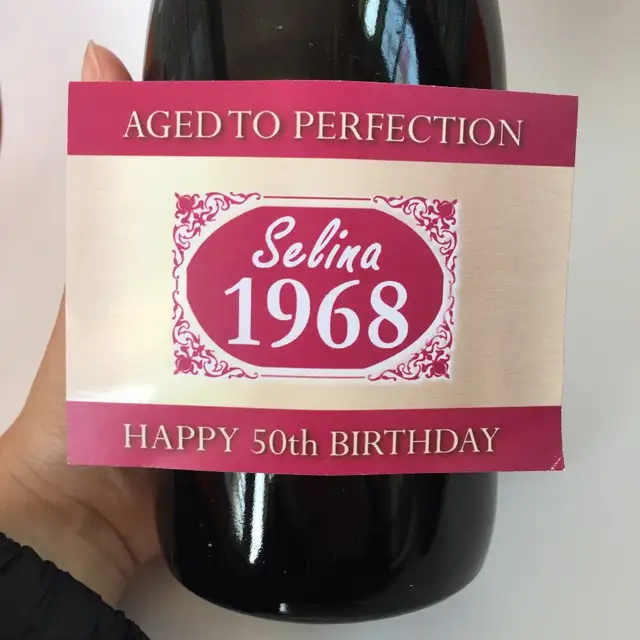 AGED TO PERFECTION
Selina
1968
HAPPY 50th BIRTHDAY